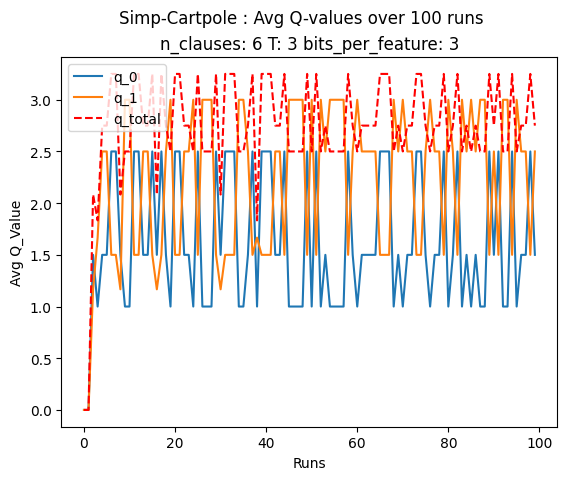 Simp-Cartpole : Avg Q-values over 100 runs
n_clauses: 6 T: 3 bits_per_feature: 3
q_0
q_1
q_total
3.0
2.5
2.0
1.5
1.0
0.5
0.0
Avg Q_Value
0 20 40 60 80 100
Runs